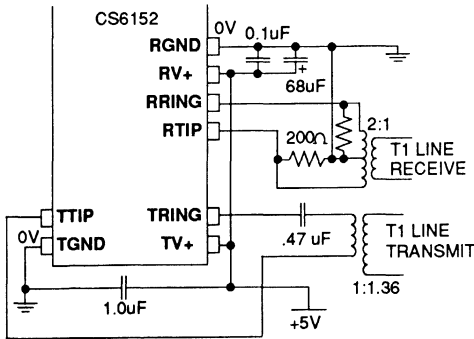 CS6152
RGND
0V
0.1uF
RV+
+
68uF
RRING
RTIP
200Ω
2:1
T1 LINE
RECEIVE
TTIP
TRING
.47 uF
T1 LINE
TRANSMIT
0V
TGND
TV+
1:1.36
1.0uF
+5V